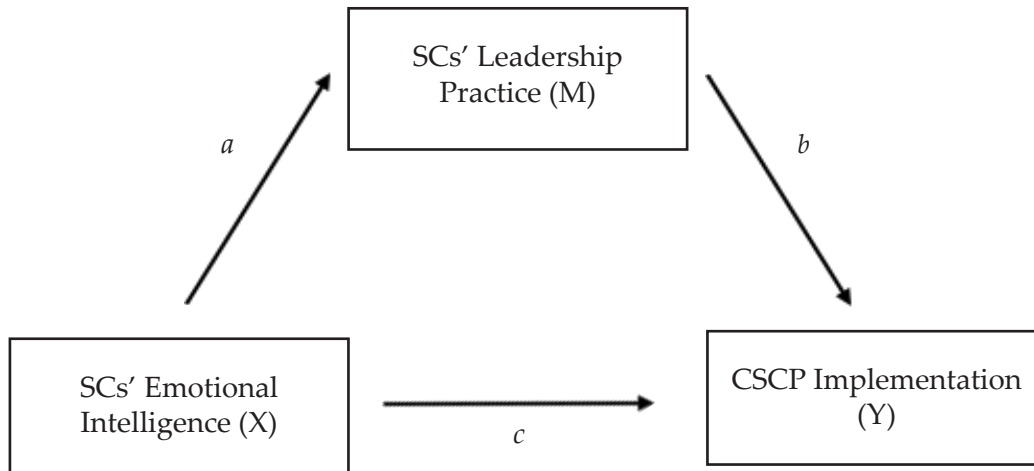 SCs’ Leadership
Practice (M)
a
b
SCs’ Emotional
Intelligence (X)
c
CSCP Implementation
(Y)